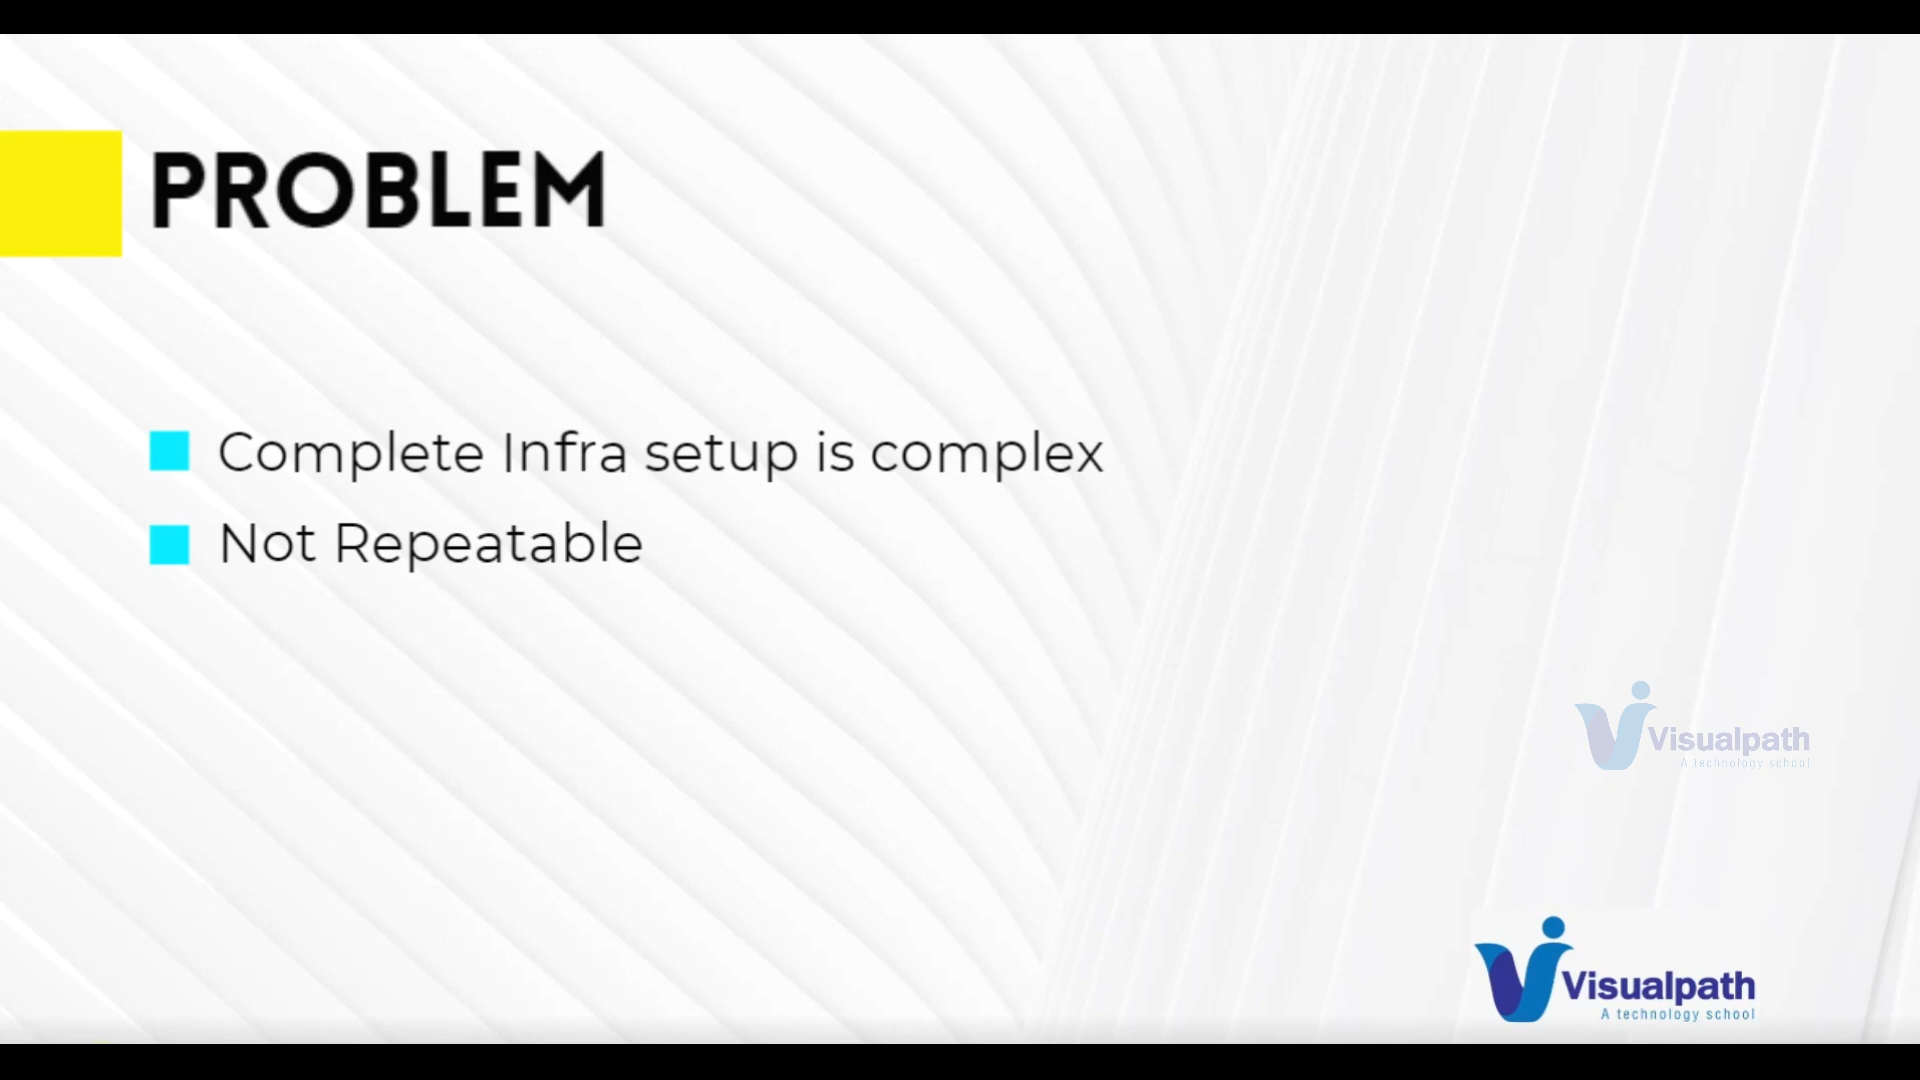 PROBLEM
Complete Infra setup is complex
Not Repeatable
Visualpath
A technology school
Visualpath
A technology school